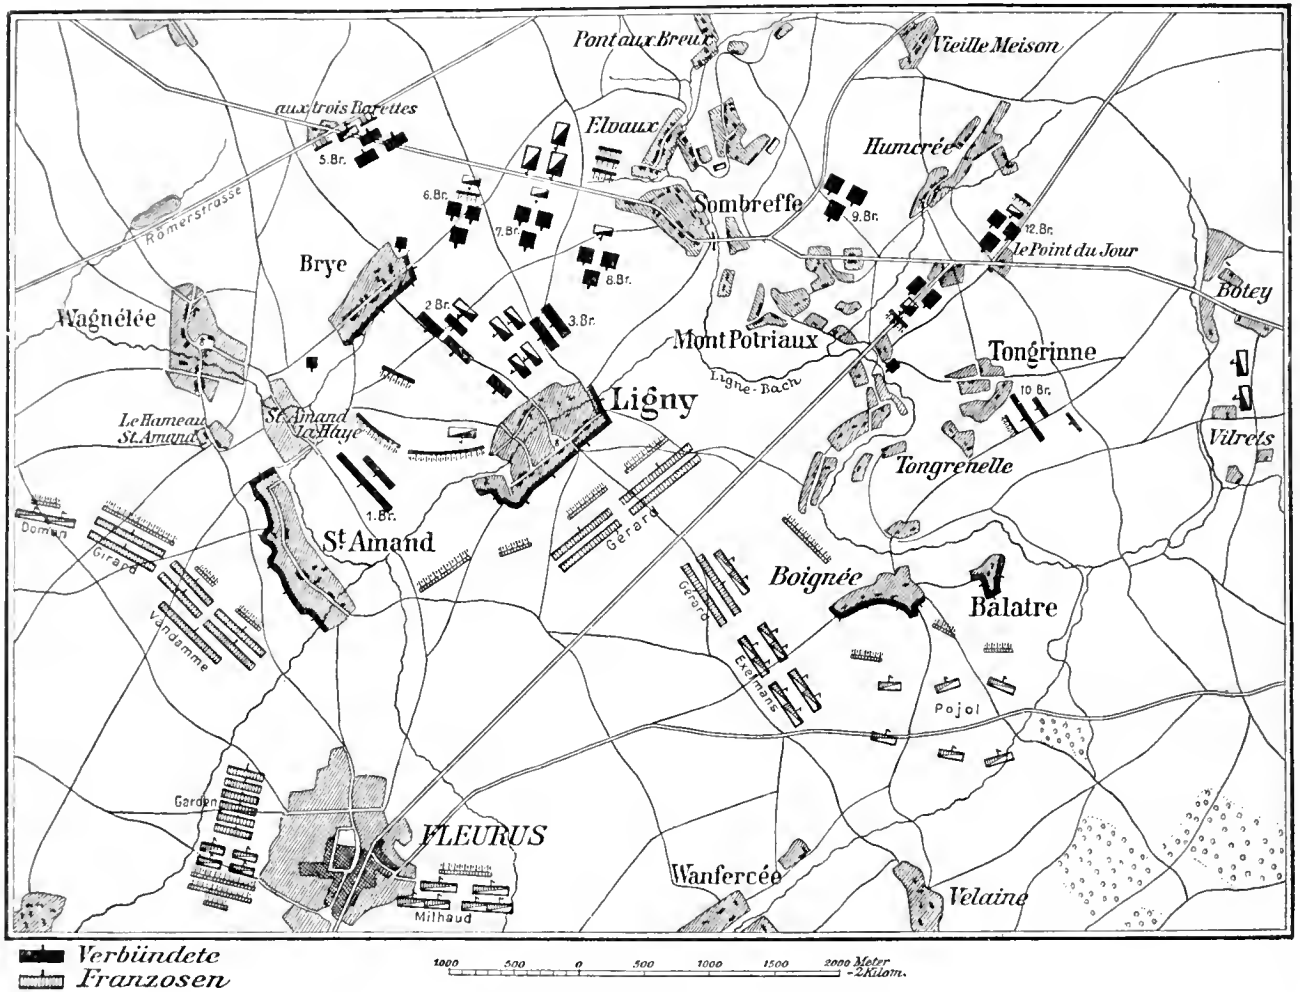 Pont aux Breux
Vieille Meison
aux trois Barettes
5. Br.
Elvaux
Humerée
6. Br.
7. Br.
Sombreffe
9. Br.
12. Br.
Römerstrasse
Brye
8. Br.
le Point du Jour
Botey
Wagnélée
2 Br.
3. Br.
Mont Potriaux
Tongrinne
Ligne-Bach
10 Br.
Ligny
Le Hameau
St. Amand
St. Amand
la Haye
Vilrets
Tongrenelle
1. Br.
Domon
Girard
St. Amand
Gérard
Vandamme
Gérard
Boignée
Balatre
Exelmans
Pojol
Garden
FLEURUS
Milhaud
Wanfercée
Velaine
Verbündete
Franzosen
1000 500 0 500 1000 1500 2000 Meter
-2 Kilom.